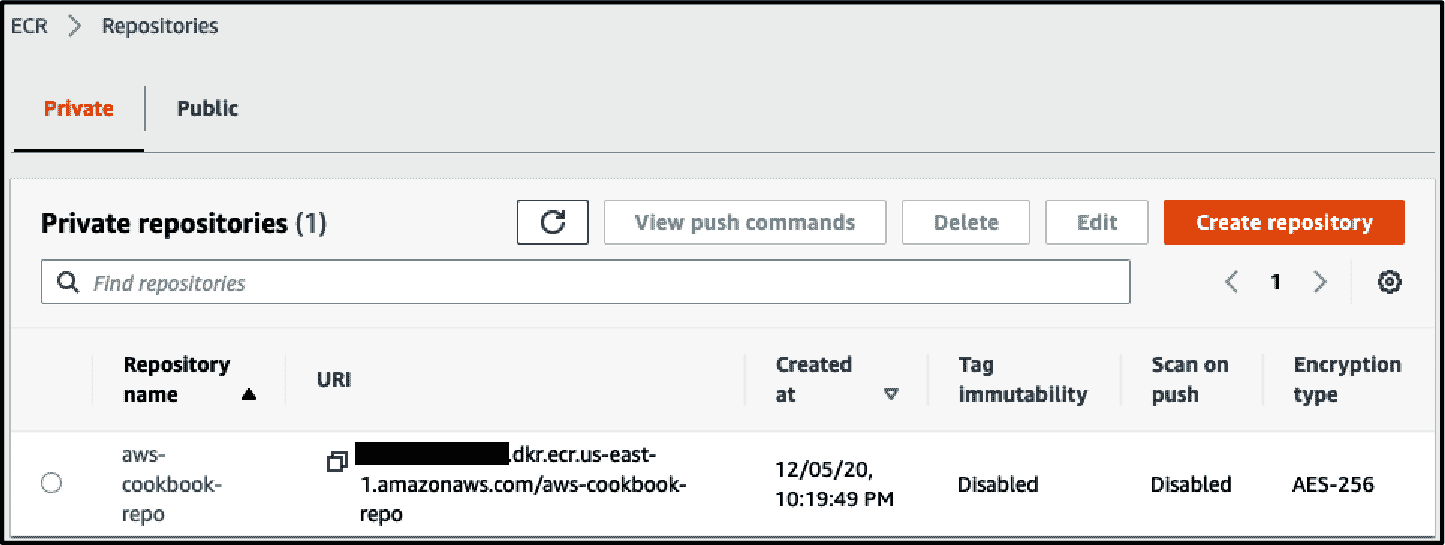 ECR > Repositories
Private
Public
Private repositories (1)
View push commands
Delete
Edit
Create repository
Find repositories
1
Repository
name
URI
Created
at
Tag
immutability
Scan on
push
Encryption
type
aws-
cookbook-
repo
.dkr.ecr.us-east-
1.amazonaws.com/aws-cookbook-
repo
12/05/20,
10:19:49 PM
Disabled
Disabled
AES-256